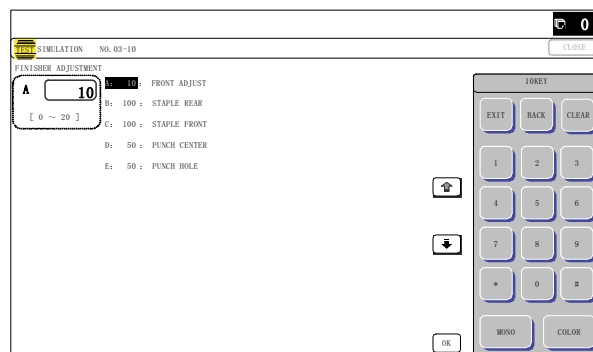 0
TEST SIMULATION NO. 03-10
CLOSE
FINISHER ADJUSTMENT
A 10
[ 0 ~ 20 ]
A: 10 : FRONT ADJUST
B: 100 : STAPLE REAR
C: 100 : STAPLE FRONT
D: 50 : PUNCH CENTER
E: 50 : PUNCH HOLE
OK
10KEY
EXIT BACK CLEAR
1 2 3
4 5 6
7 8 9
* 0 #
MONO COLOR